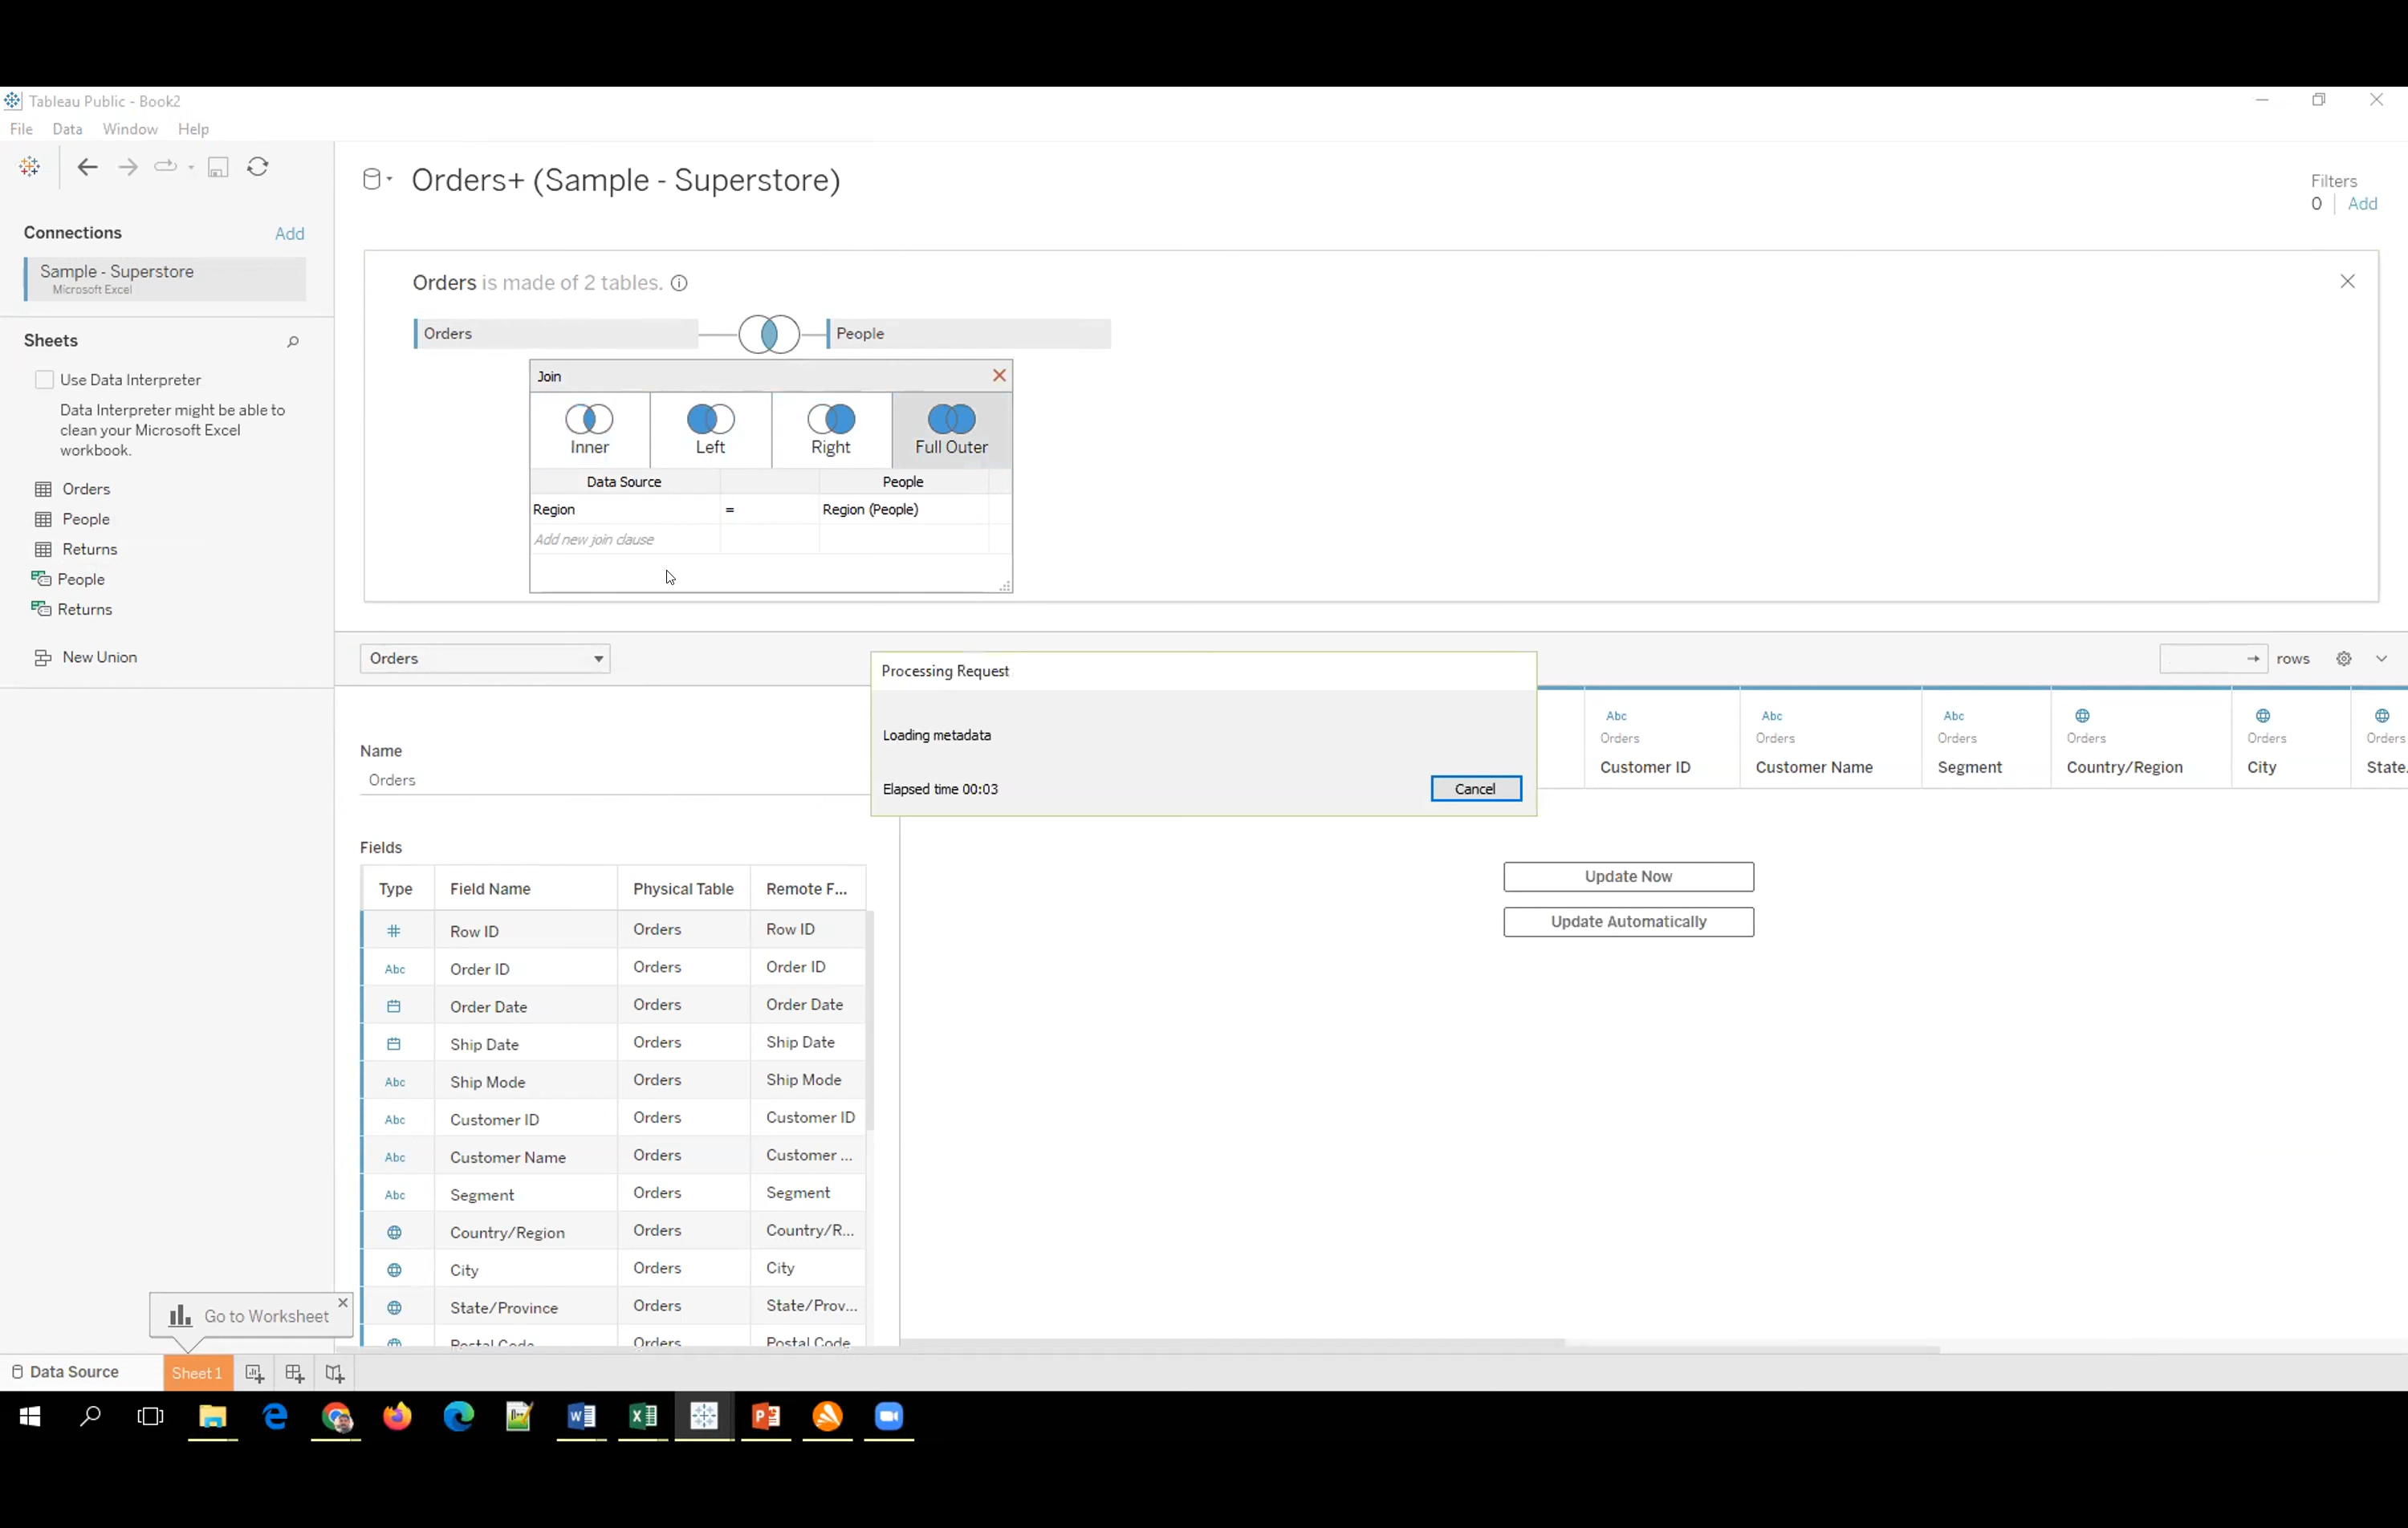 Tableau Public - Book2
File Data Window Help
Orders+ (Sample - Superstore)
Filters
0 Add
Connections
Add
Sample - Superstore
Microsoft Excel
Sheets
Use Data Interpreter
Data Interpreter might be able to
clean your Microsoft Excel
workbook.
Orders
People
Returns
People
Returns
New Union
Orders is made of 2 tables.
Orders
People
Join
Inner Left Right Full Outer
Data Source People
Region = Region (People)
Add new join clause
Orders
rows
Processing Request
Loading metadata
Elapsed time 00:03
Cancel
Name
Orders
Abc Abc Abc
Orders Orders Orders Orders Orders Orders
Customer ID Customer Name Segment Country/Region City State.
Update Now
Update Automatically
Fields
Type Field Name Physical Table Remote F...
# Row ID Orders Row ID
Abc Order ID Orders Order ID
Order Date Orders Order Date
Ship Date Orders Ship Date
Abc Ship Mode Orders Ship Mode
Abc Customer ID Orders Customer ID
Abc Customer Name Orders Customer ...
Abc Segment Orders Segment
Country/Region Orders Country/R...
City Orders City
State/Province Orders State/Prov...
Postal Code Orders Postal Code
Go to Worksheet
Data Source Sheet 1